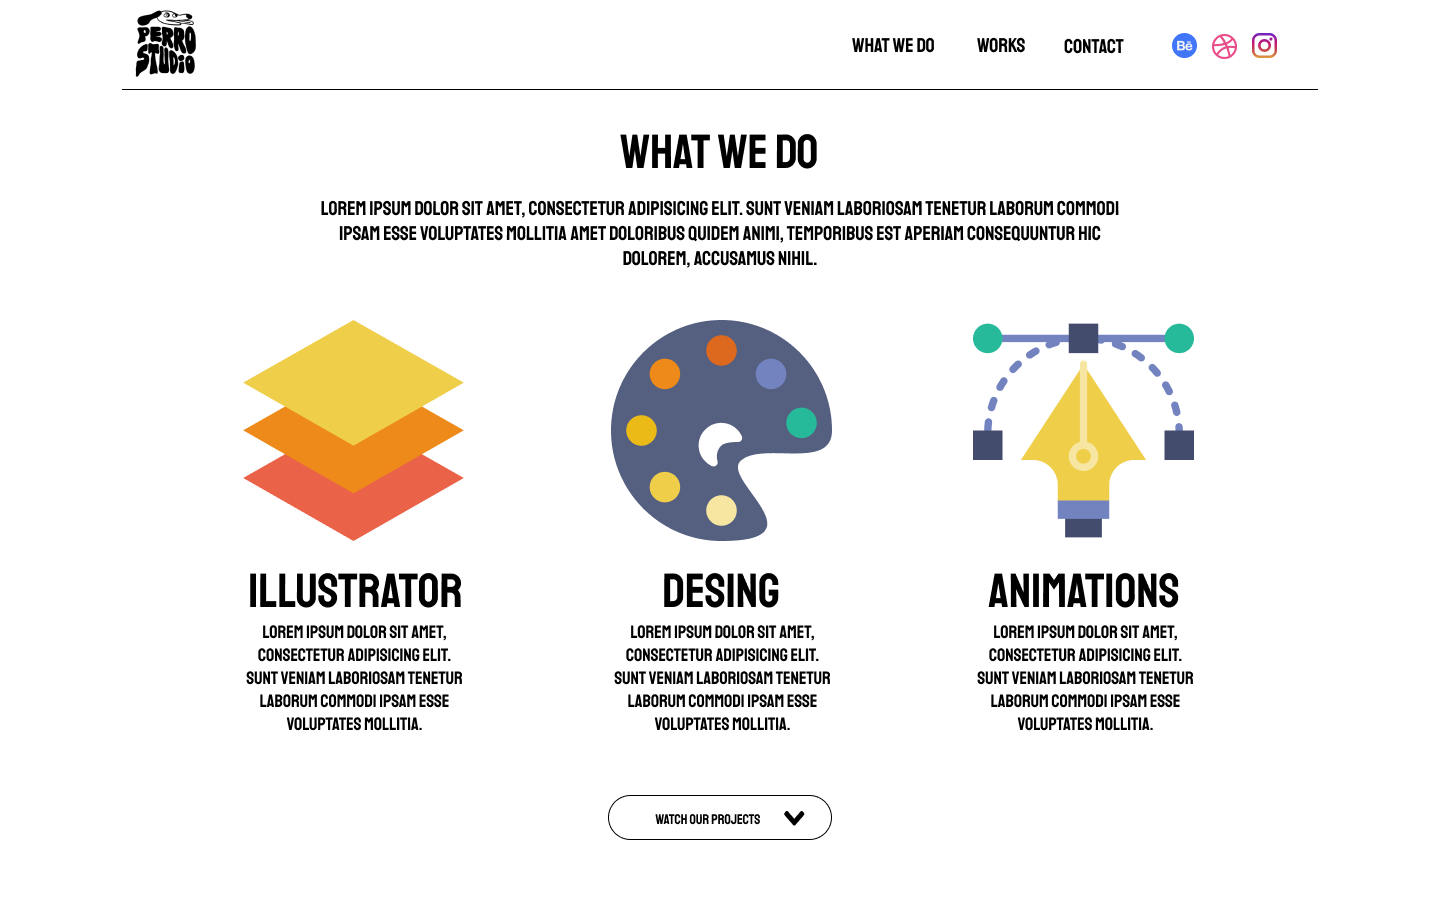 PERRO
STUDIO
WHAT WE DO WORKS CONTACT Bē
WHAT WE DO
LOREM IPSUM DOLOR SIT AMET, CONSECTETUR ADIPISICING ELIT. SUNT VENIAM LABORIOSAM TENETUR LABORUM COMMODI
IPSAM ESSE VOLUPTATES MOLLITIA AMET DOLORIBUS QUIDEM ANIMI, TEMPORIBUS EST APERIAM CONSEQUUNTUR HIC
DOLOREM, ACCUSAMUS NIHIL.
ILLUSTRATOR
LOREM IPSUM DOLOR SIT AMET,
CONSECTETUR ADIPISICING ELIT.
SUNT VENIAM LABORIOSAM TENETUR
LABORUM COMMODI IPSAM ESSE
VOLUPTATES MOLLITIA.
DESING
LOREM IPSUM DOLOR SIT AMET,
CONSECTETUR ADIPISICING ELIT.
SUNT VENIAM LABORIOSAM TENETUR
LABORUM COMMODI IPSAM ESSE
VOLUPTATES MOLLITIA.
ANIMATIONS
LOREM IPSUM DOLOR SIT AMET,
CONSECTETUR ADIPISICING ELIT.
SUNT VENIAM LABORIOSAM TENETUR
LABORUM COMMODI IPSAM ESSE
VOLUPTATES MOLLITIA.
WATCH OUR PROJECTS